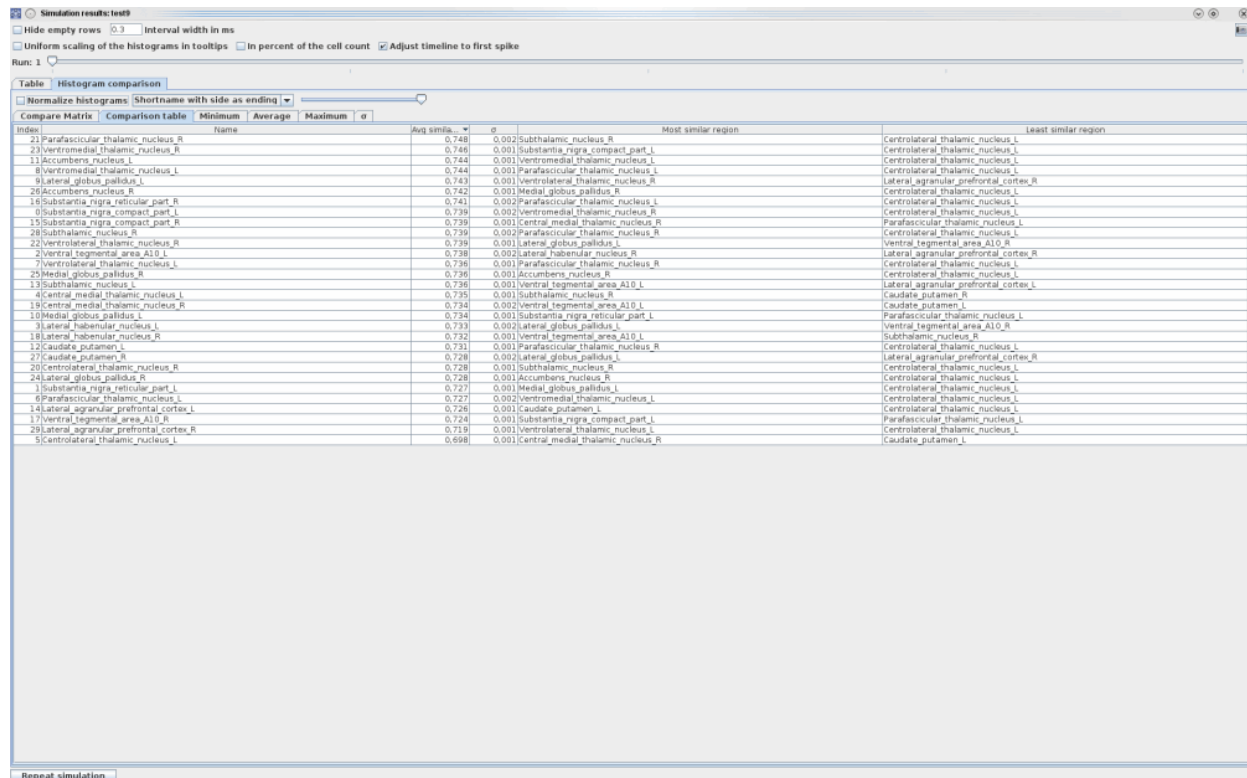 Simulation results: test9
Hide empty rows 0.3 Interval width in ms
Uniform scaling of the histograms in tooltips In percent of the cell count Adjust timeline to first spike
Run: 1
Table Histogram comparison
Normalize histograms Shortname with side as ending
Compare Matrix Comparison table Minimum Average Maximum σ
Index Name Avg simila... σ Most similar region Least similar region
21 Parafascicular_thalamic_nucleus_R 0,748 0,002 Subthalamic_nucleus_R Centrolateral_thalamic_nucleus_L
23 Ventromedial_thalamic_nucleus_R 0,746 0,001 Substantia_nigra_compact_part_L Centrolateral_thalamic_nucleus_L
11 Accumbens_nucleus_L 0,744 0,001 Ventromedial_thalamic_nucleus_L Centrolateral_thalamic_nucleus_L
8 Ventromedial_thalamic_nucleus_L 0,744 0,001 Parafascicular_thalamic_nucleus_L Centrolateral_thalamic_nucleus_L
9 Lateral_globus_pallidus_L 0,743 0,001 Ventrolateral_thalamic_nucleus_R Lateral_agranular_prefrontal_cortex_R
26 Accumbens_nucleus_R 0,742 0,001 Medial_globus_pallidus_R Centrolateral_thalamic_nucleus_L
16 Substantia_nigra_reticular_part_R 0,741 0,002 Parafascicular_thalamic_nucleus_L Centrolateral_thalamic_nucleus_L
0 Substantia_nigra_compact_part_L 0,739 0,002 Ventromedial_thalamic_nucleus_R Centrolateral_thalamic_nucleus_L
15 Substantia_nigra_compact_part_R 0,739 0,001 Central_medial_thalamic_nucleus_R Parafascicular_thalamic_nucleus_L
28 Subthalamic_nucleus_R 0,739 0,002 Parafascicular_thalamic_nucleus_R Centrolateral_thalamic_nucleus_L
22 Ventrolateral_thalamic_nucleus_R 0,739 0,001 Lateral_globus_pallidus_L Ventral_tegmental_area_A10_R
2 Ventral_tegmental_area_A10_L 0,738 0,002 Lateral_habenular_nucleus_R Lateral_agranular_prefrontal_cortex_R
7 Ventrolateral_thalamic_nucleus_L 0,736 0,001 Parafascicular_thalamic_nucleus_R Centrolateral_thalamic_nucleus_L
25 Medial_globus_pallidus_R 0,736 0,001 Accumbens_nucleus_R Centrolateral_thalamic_nucleus_L
13 Subthalamic_nucleus_L 0,736 0,001 Ventral_tegmental_area_A10_L Lateral_agranular_prefrontal_cortex_L
4 Central_medial_thalamic_nucleus_L 0,735 0,001 Subthalamic_nucleus_R Caudate_putamen_R
19 Central_medial_thalamic_nucleus_R 0,734 0,002 Ventral_tegmental_area_A10_L Caudate_putamen_L
10 Medial_globus_pallidus_L 0,734 0,001 Substantia_nigra_reticular_part_L Parafascicular_thalamic_nucleus_L
3 Lateral_habenular_nucleus_L 0,733 0,002 Lateral_globus_pallidus_L Ventral_tegmental_area_A10_R
18 Lateral_habenular_nucleus_R 0,732 0,001 Ventral_tegmental_area_A10_L Subthalamic_nucleus_R
12 Caudate_putamen_L 0,731 0,001 Parafascicular_thalamic_nucleus_R Centrolateral_thalamic_nucleus_L
27 Caudate_putamen_R 0,728 0,002 Lateral_globus_pallidus_L Lateral_agranular_prefrontal_cortex_R
20 Centrolateral_thalamic_nucleus_R 0,728 0,001 Subthalamic_nucleus_R Centrolateral_thalamic_nucleus_L
24 Lateral_globus_pallidus_R 0,728 0,001 Accumbens_nucleus_R Centrolateral_thalamic_nucleus_L
1 Substantia_nigra_reticular_part_L 0,727 0,001 Medial_globus_pallidus_L Centrolateral_thalamic_nucleus_L
6 Parafascicular_thalamic_nucleus_L 0,727 0,002 Ventromedial_thalamic_nucleus_L Centrolateral_thalamic_nucleus_L
14 Lateral_agranular_prefrontal_cortex_L 0,726 0,001 Caudate_putamen_L Centrolateral_thalamic_nucleus_L
17 Ventral_tegmental_area_A10_R 0,724 0,001 Substantia_nigra_compact_part_L Parafascicular_thalamic_nucleus_L
29 Lateral_agranular_prefrontal_cortex_R 0,719 0,001 Ventrolateral_thalamic_nucleus_L Centrolateral_thalamic_nucleus_L
5 Centrolateral_thalamic_nucleus_L 0,698 0,001 Central_medial_thalamic_nucleus_R Caudate_putamen_L
Repeat simulation